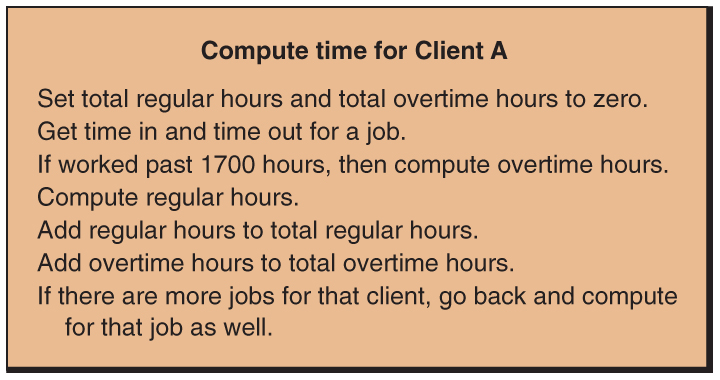 Compute time for Client A
Set total regular hours and total overtime hours to zero.
Get time in and time out for a job.
If worked past 1700 hours, then compute overtime hours.
Compute regular hours.
Add regular hours to total regular hours.
Add overtime hours to total overtime hours.
If there are more jobs for that client, go back and compute
for that job as well.